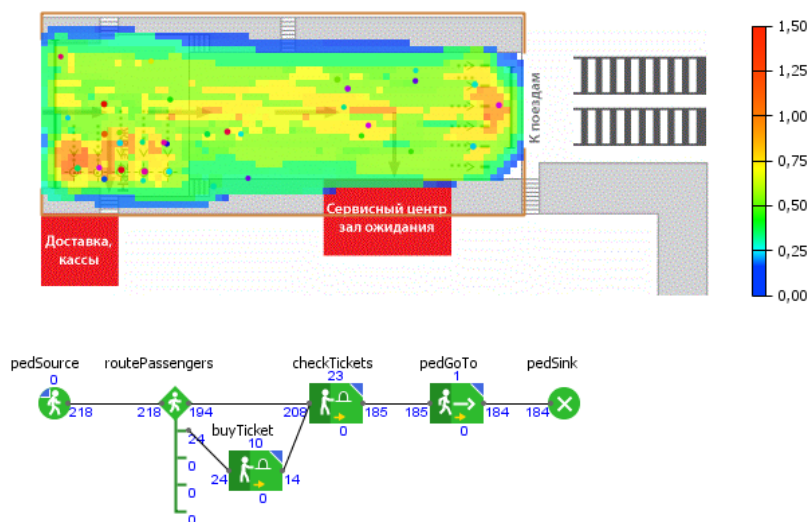 1,50
1,25
1,00
0,75
0,50
0,25
0,00
К поездам
Сервисный центр
зал ожидания
Доставка,
кассы
pedSource
routePassengers
checkTickets
pedGoTo
pedSink
0
23
1
218
218
194
208
185
185
184
184
0
0
24
buyTicket
10
24
14
0
0
0
0